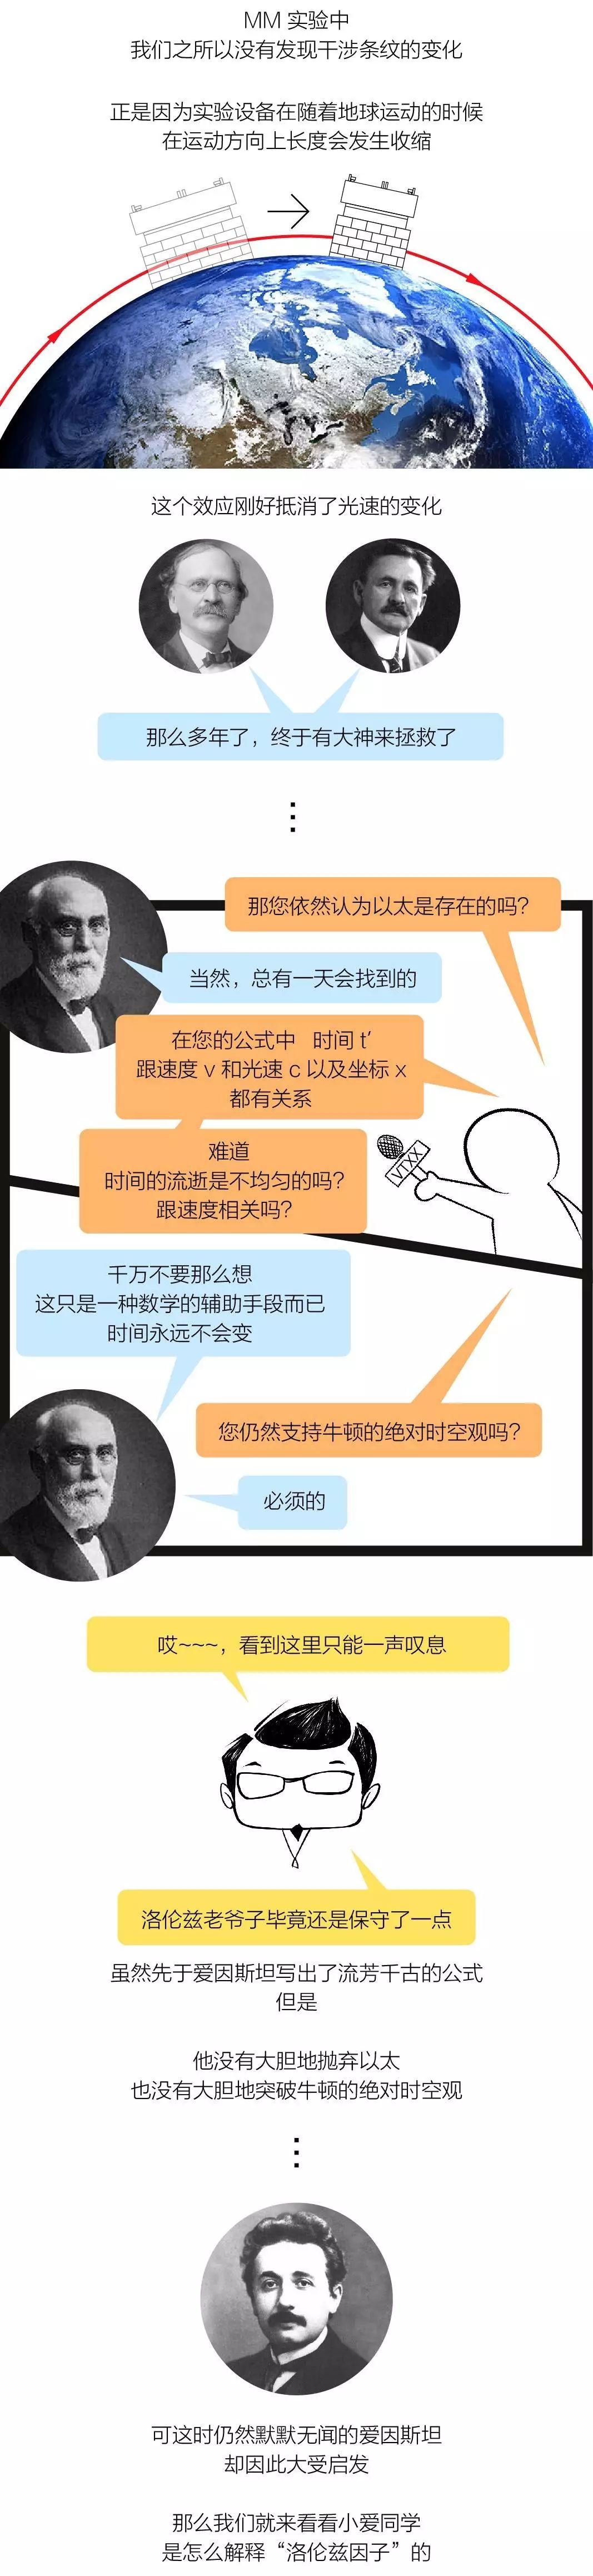 MM 实验中
我们之所以没有发现干涉条纹的变化
正是因为实验设备在随着地球运动的时候
在运动方向上长度会发生收缩
这个效应刚好抵消了光速的变化
那么多年了，终于有大神来拯救了
那您依然认为以太是存在的吗？
当然，总有一天会找到的
在您的公式中 时间 t′
跟速度 v 和光速 c 以及坐标 x
都有关系
VTXX
难道
时间的流逝是不均匀的吗？
跟速度相关吗？
千万不要那么想
这只是一种数学的辅助手段而已
时间永远不会变
您仍然支持牛顿的绝对时空观吗？
必须的
哎~~~，看到这里只能一声叹息
洛伦兹老爷子毕竟还是保守了一点
虽然先于爱因斯坦写出了流芳千古的公式
但是
他没有大胆地抛弃以太
也没有大胆地突破牛顿的绝对时空观
可这时仍然默默无闻的爱因斯坦
却因此大受启发
那么我们就来看看小爱同学
是怎么解释“洛伦兹因子”的